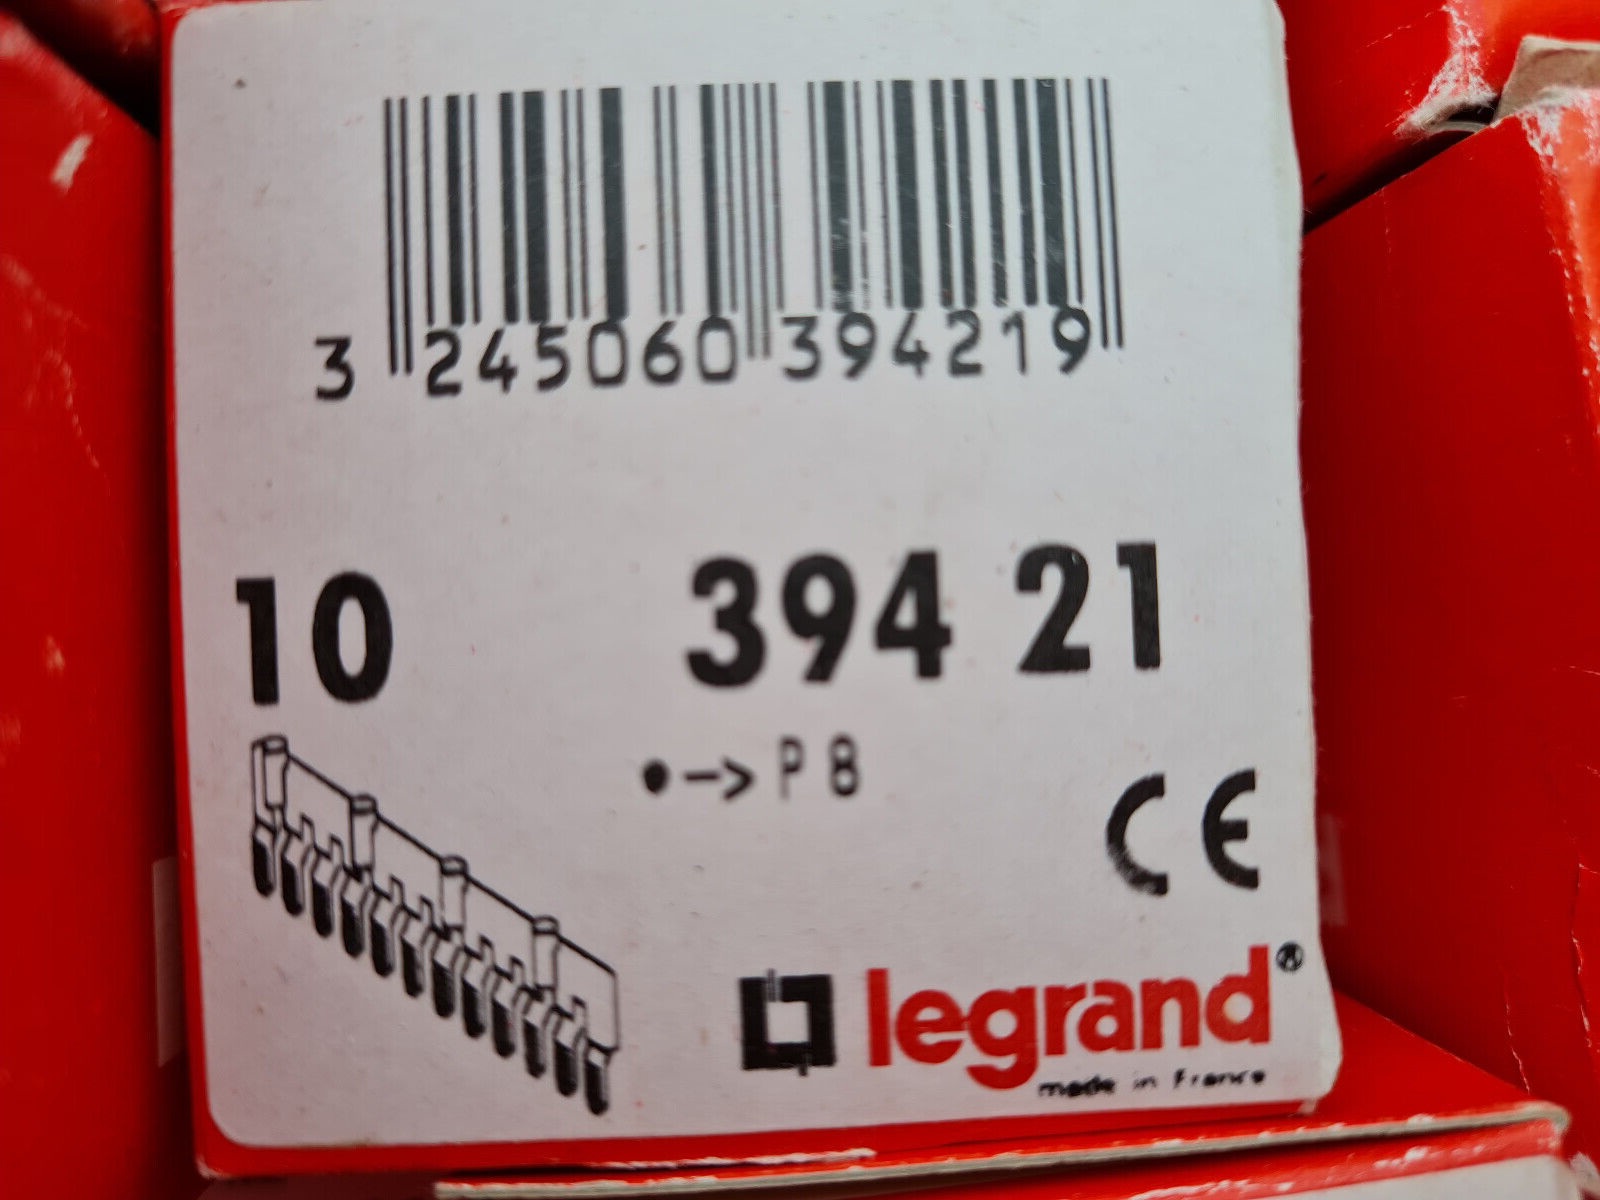 3 245060 394219
10 394 21
•-> P8
CE
legrand®
made in France